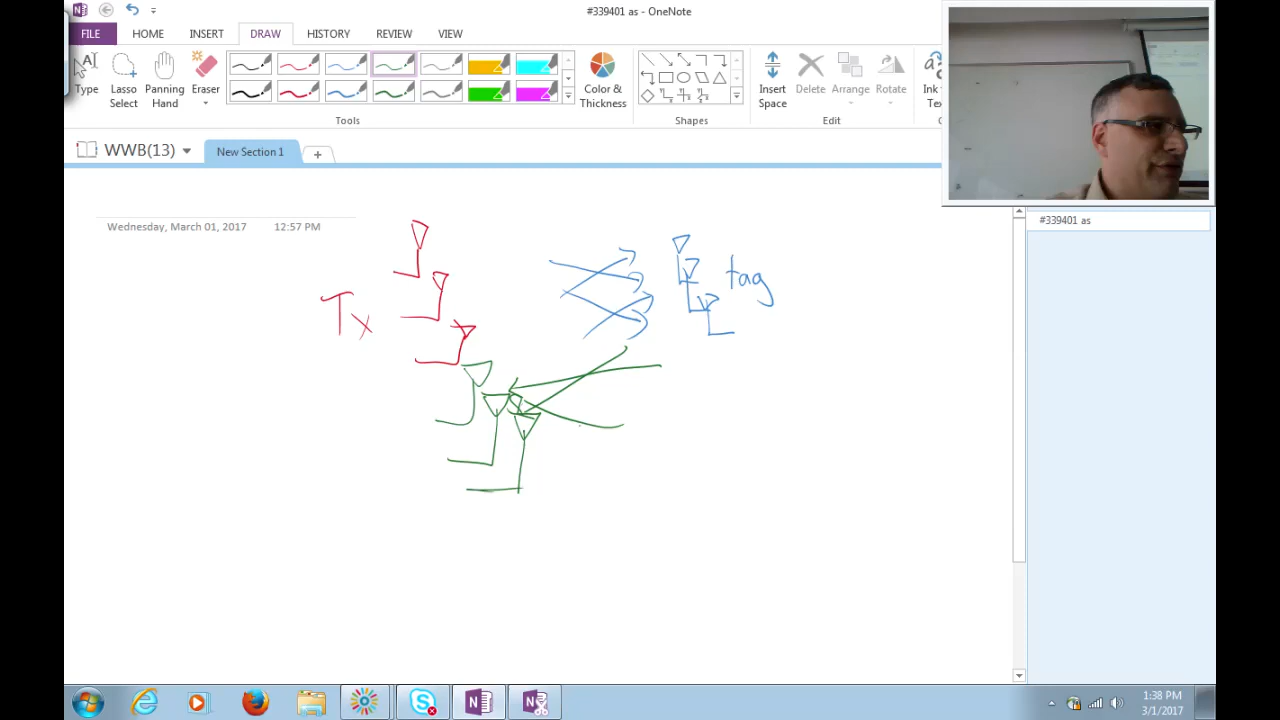 #339401 as - OneNote
FILE HOME INSERT DRAW HISTORY REVIEW VIEW
Type
Lasso Select
Panning Hand
Eraser
Color & Thickness
Insert Space
Delete
Arrange
Rotate
Ink to
Tools
Shapes
Edit
WWB(13)
New Section 1
#339401 as
Wednesday, March 01, 2017 12:57 PM
Tx
tag
1:38 PM
3/1/2017